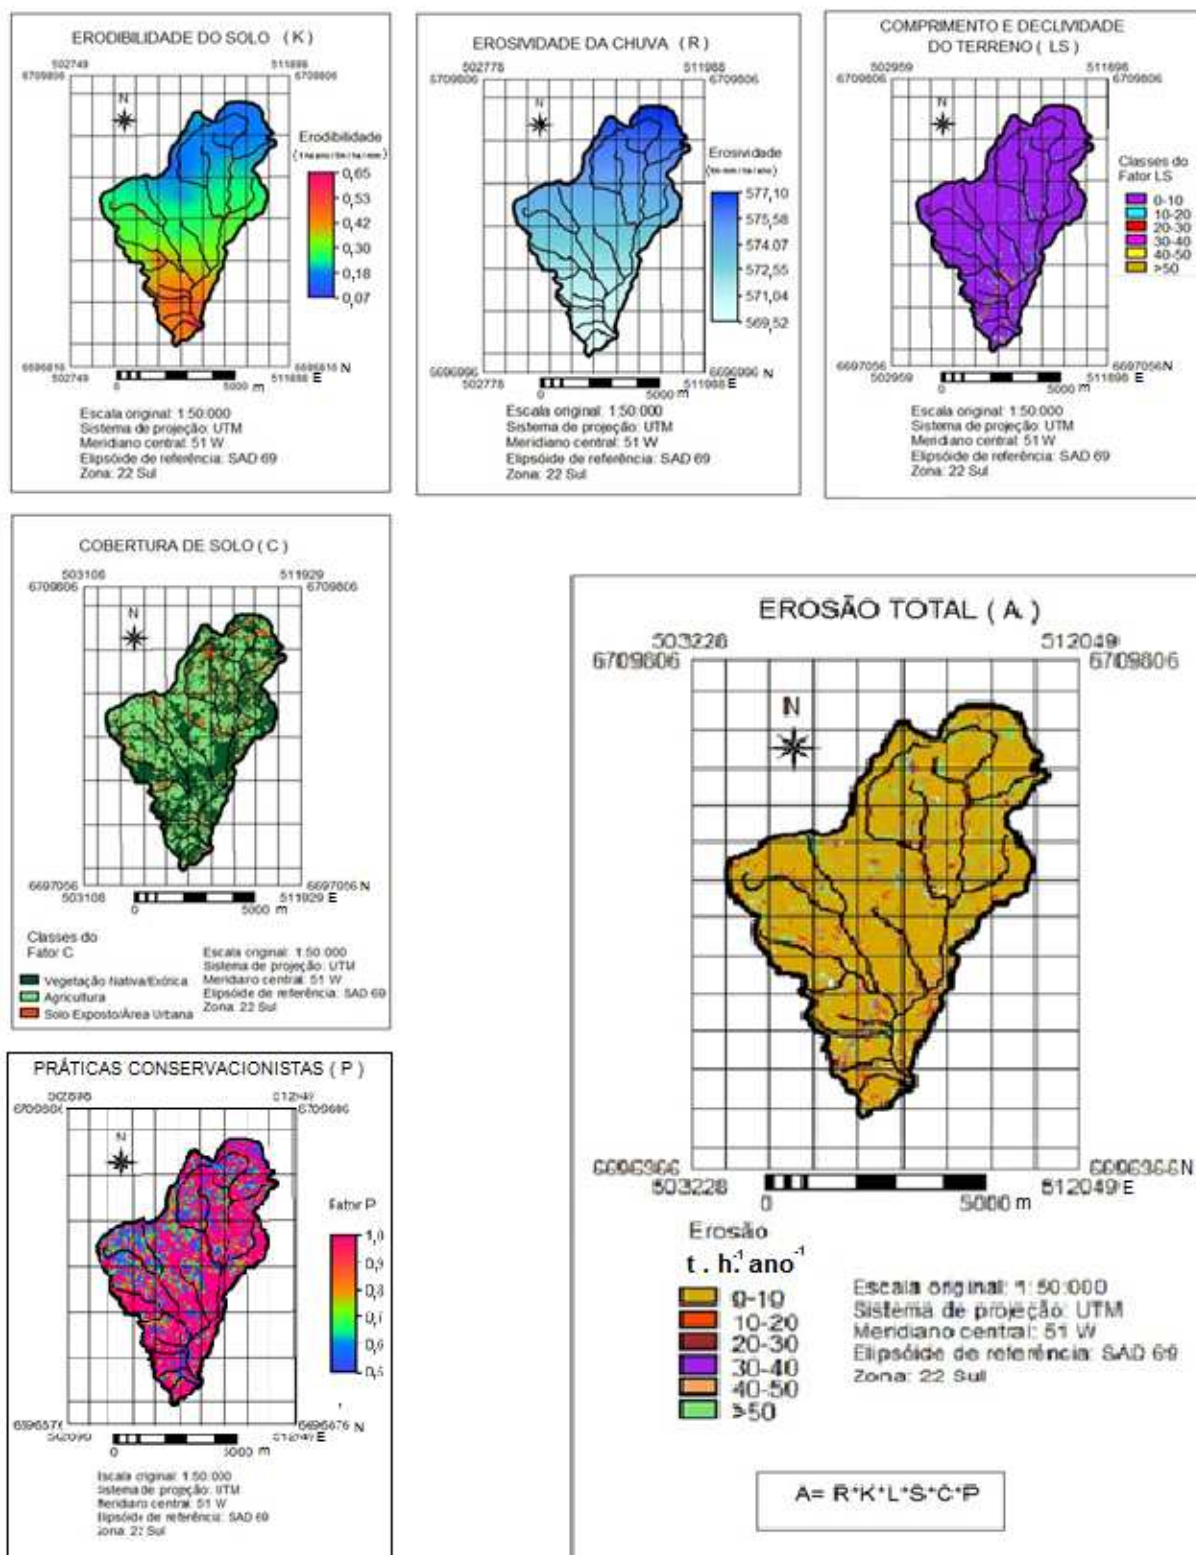 ERODIBILIDADE DO SOLO ( K )
502749 511898
6709806 6709806
N
Erodibilidade
0,65
0,53
0,42
0,30
0,18
0,07
6696816 6696816 N
502749 511898 E
0 5000 m
Escala original: 1:50:000
Sistema de projeção: UTM
Meridiano central: 51 W
Elipsóide de referência: SAD 69
Zona: 22 Sul
EROSIVIDADE DA CHUVA ( R )
502778 511988
6709806 6709806
N
Erosividade
577,10
575,58
574.07
572,55
571,04
569,52
6696996 6696996 N
502778 511988 E
0 5000 m
Escala original: 1:50:000
Sistema de projeção: UTM
Meridiano central: 51 W
Elipsóide de referência: SAD 69
Zona: 22 Sul
COMPRIMENTO E DECLIVIDADE
DO TERRENO ( LS )
502959 511898
6709806 6709806
N
Classes do
Fator LS
0-10
10-20
20-30
30-40
40-50
>50
6697056 6697056N
502959 511898 E
0 5000 m
Escala original: 1:50:000
Sistema de projeção: UTM
Meridiano central: 51 W
Elipsóide de referência: SAD 69
Zona: 22 Sul
COBERTURA DE SOLO ( C )
503106 511929
6709806 6709806
N
6697056 6697056 N
503106 511929 E
0 5000 m
Classes do
Fator C
Vegetação Nativa/Exótica
Agricultura
Solo Exposto/Área Urbana
Escala original: 1:50:000
Sistema de projeção: UTM
Meridiano central: 51 W
Elipsóide de referência: SAD 69
Zona: 22 Sul
EROSÃO TOTAL ( A )
503228 512049
6709806 6709806
N
6696366 6696366 N
503228 512049 E
0 5000 m
Erosão
t . h.-1 ano-1
0-10
10-20
20-30
30-40
40-50
>50
Escala original: 1:50:000
Sistema de projeção: UTM
Meridiano central: 51 W
Elipsóide de referência: SAD 69
Zona: 22 Sul
A= R*K*L*S*C*P
PRÁTICAS CONSERVACIONISTAS ( P )
N
Fator P
1,0
0,9
0,8
0,7
0,6
0,5
N
E
0 5000 m
Escala original: 1:50:000
Sistema de projeção: UTM
Meridiano central: 51 W
Elipsóide de referência: SAD 69
Zona: 22 Sul